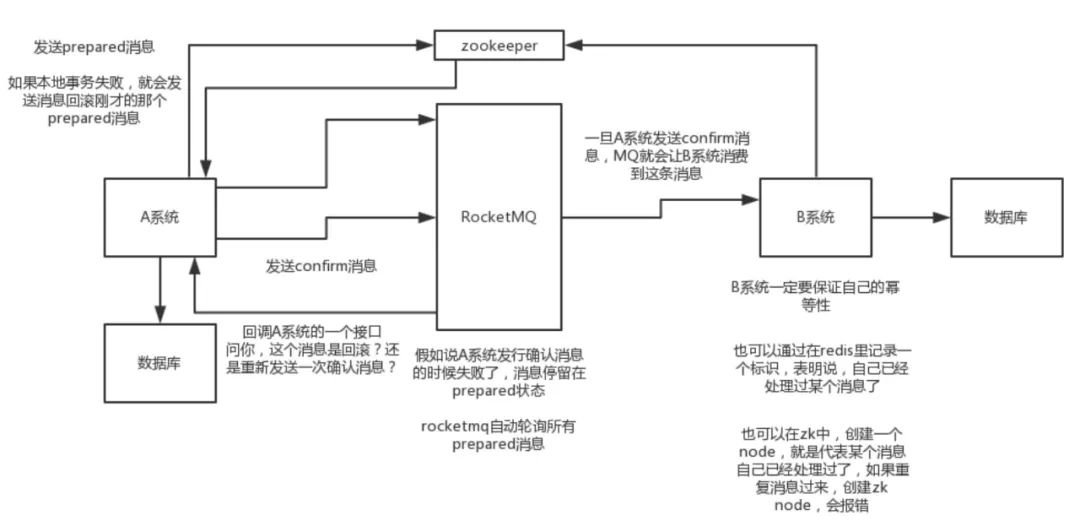 发送prepared消息
如果本地事务失败，就会发
送消息回滚刚才的那个
prepared消息
zookeeper
一旦A系统发送confirm消
息，MQ就会让B系统消费
到这条消息
A系统
RocketMQ
B系统
数据库
发送confirm消息
B系统一定要保证自己的幂
等性
数据库
回调A系统的一个接口
问你，这个消息是回滚？还
是重新发送一次确认消息？
假如说A系统发行确认消息
的时候失败了，消息停留在
prepared状态
rocketmq自动轮询所有
prepared消息
也可以通过在redis里记录一
个标识，表明说，自己已经
处理过某个消息了
也可以在zk中，创建一个
node，就是代表某个消息
自己已经处理过了，如果重
复消息过来，创建zk
node，会报错